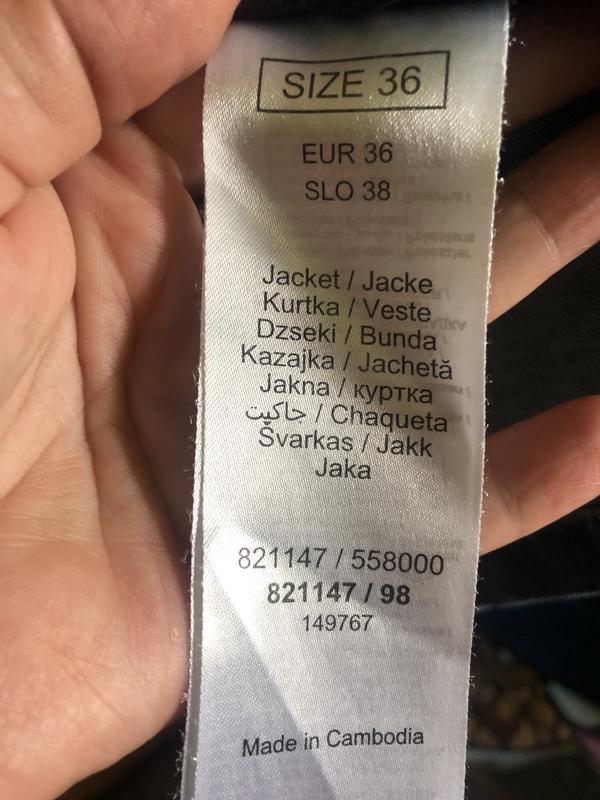 SIZE 36
EUR 36
SLO 38
Jacket / Jacke
Kurtka / Veste
Dzseki / Bunda
Kazajka / Jachetă
Jakna / куртка
جاكيت / Chaqueta
Švarkas / Jakk
Jaka
821147 / 558000
821147 / 98
149767
Made in Cambodia